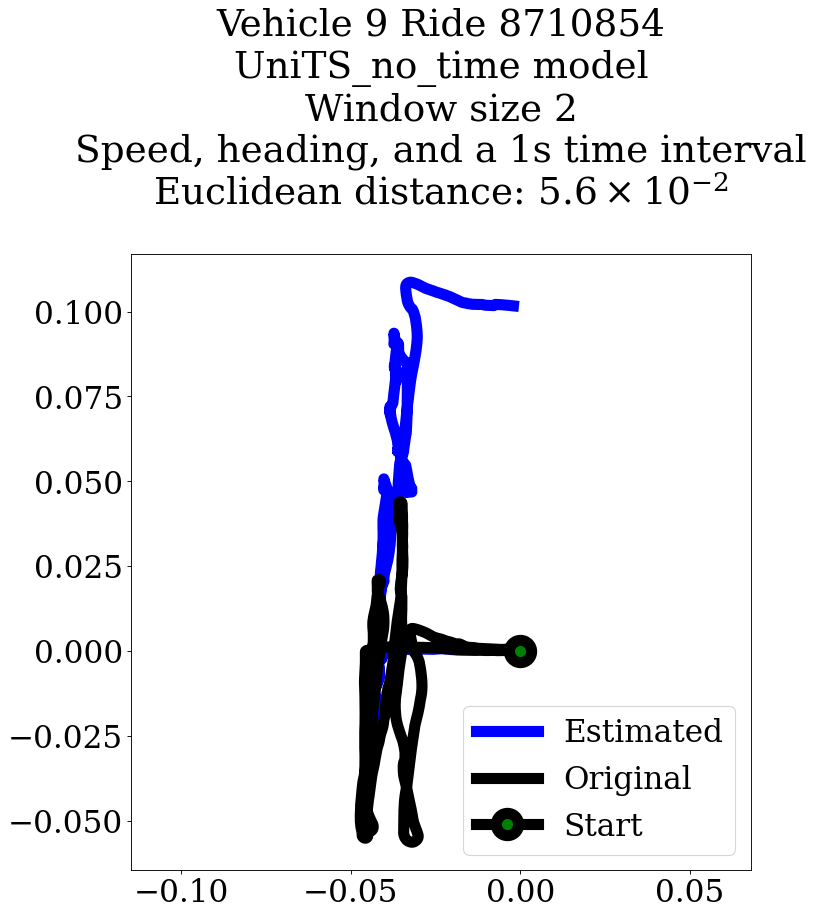 Vehicle 9 Ride 8710854
UniTS_no_time model
Window size 2
Speed, heading, and a 1s time interval
Euclidean distance: 5.6 × 10⁻²
0.100
0.075
0.050
0.025
0.000
−0.025
−0.050
Estimated
Original
Start
−0.10
−0.05
0.00
0.05